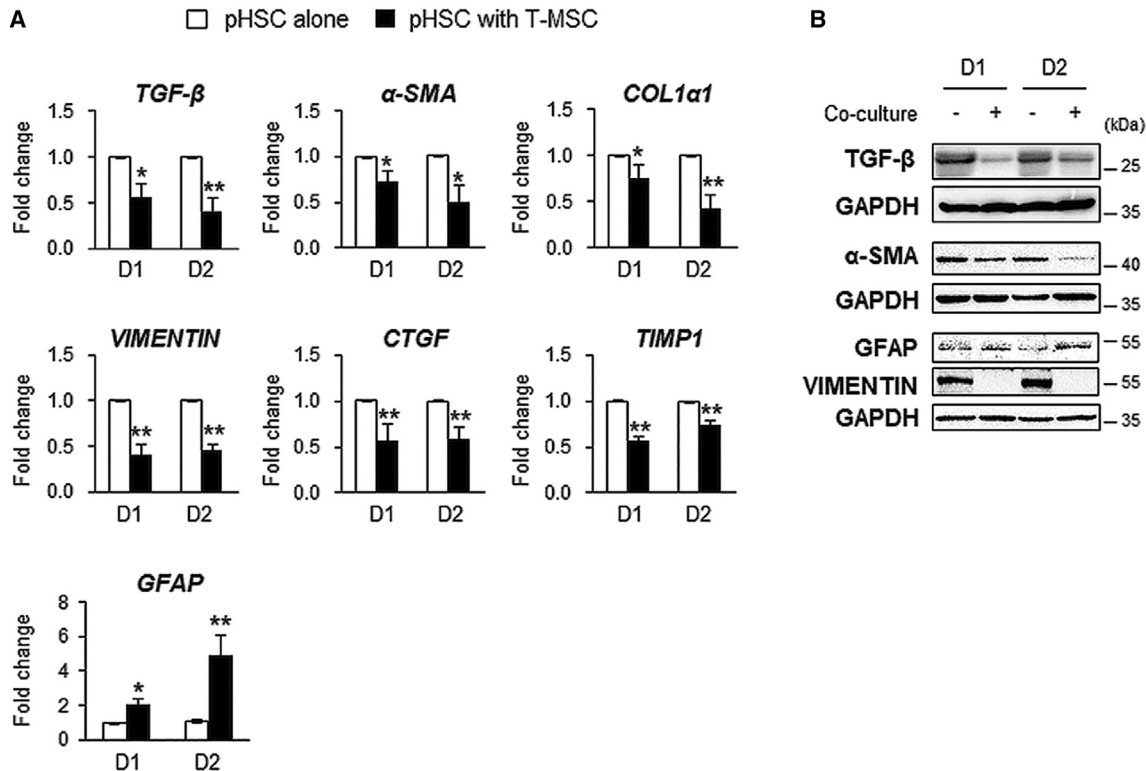 A
pHSC alone
pHSC with T-MSC
TGF-β
Fold change
1.5
1.0
0.5
0.0
*
**
D1
D2
α-SMA
Fold change
1.5
1.0
0.5
0.0
*
*
D1
D2
COL1α1
Fold change
1.5
1.0
0.5
0.0
*
**
D1
D2
VIMENTIN
Fold change
1.5
1.0
0.5
0.0
**
**
D1
D2
CTGF
Fold change
1.5
1.0
0.5
0.0
**
**
D1
D2
TIMP1
Fold change
1.5
1.0
0.5
0.0
**
**
D1
D2
GFAP
Fold change
8
6
4
2
0
*
**
D1
D2
B
D1 D2
Co-culture - + - + (kDa)
TGF-β 25
GAPDH 35
α-SMA 40
GAPDH 35
GFAP 55
VIMENTIN 55
GAPDH 35